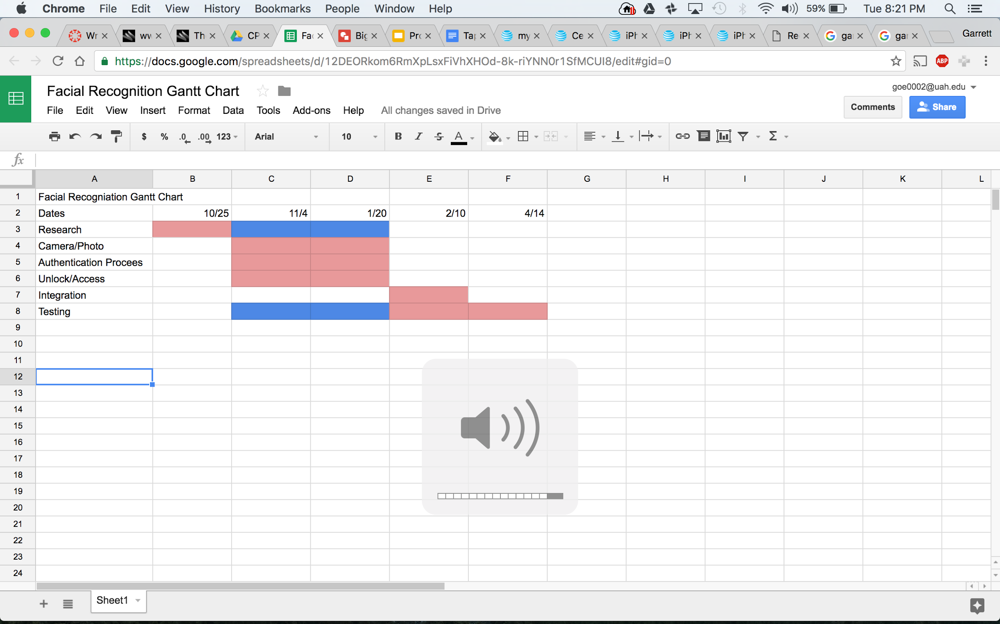 Chrome File Edit View History Bookmarks People Window Help 59% Tue 8:21 PM
Wr ww Th CP Fac Big Pro Tap my Ce iPh iPh iPh Re gar gar Garrett
https://docs.google.com/spreadsheets/d/12DEORkom6RmXpLsxFiVhXHOd-8k-riYNN0r1SfMCUI8/edit#gid=0 ABP
Facial Recognition Gantt Chart
goe0002@uah.edu
File Edit View Insert Format Data Tools Add-ons Help All changes saved in Drive
Comments Share
$ % .0 .00 123 Arial 10 B I S A Σ
fx
A B C D E F G H I J K L
1 Facial Recogniation Gantt Chart
2 Dates 10/25 11/4 1/20 2/10 4/14
3 Research
4 Camera/Photo
5 Authentication Procees
6 Unlock/Access
7 Integration
8 Testing
9
10
11
12
13
14
15
16
17
18
19
20
21
22
23
24
Sheet1